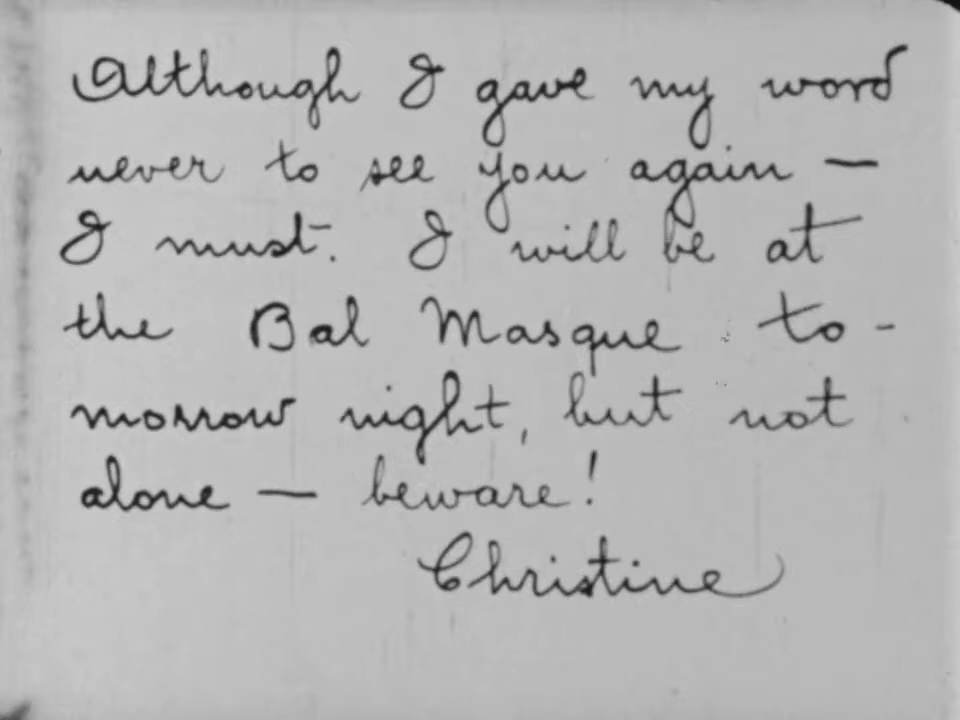 Although I gave my word
never to see you again —
I must. I will be at
the Bal Masque to-
morrow night, but not
alone — beware!
Christine